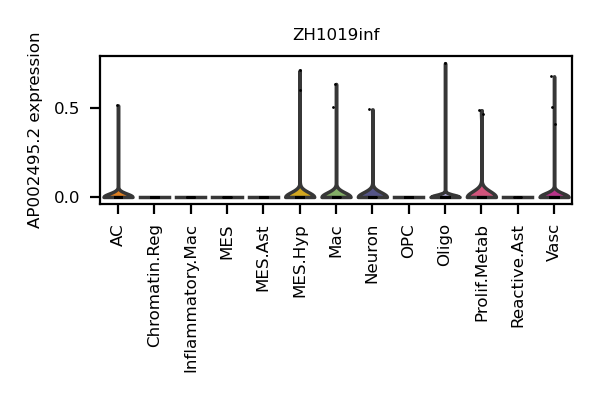 ZH1019inf
AP002495.2 expression
0.5
0.0
AC
Chromatin.Reg
Inflammatory.Mac
MES
MES.Ast
MES.Hyp
Mac
Neuron
OPC
Oligo
Prolif.Metab
Reactive.Ast
Vasc